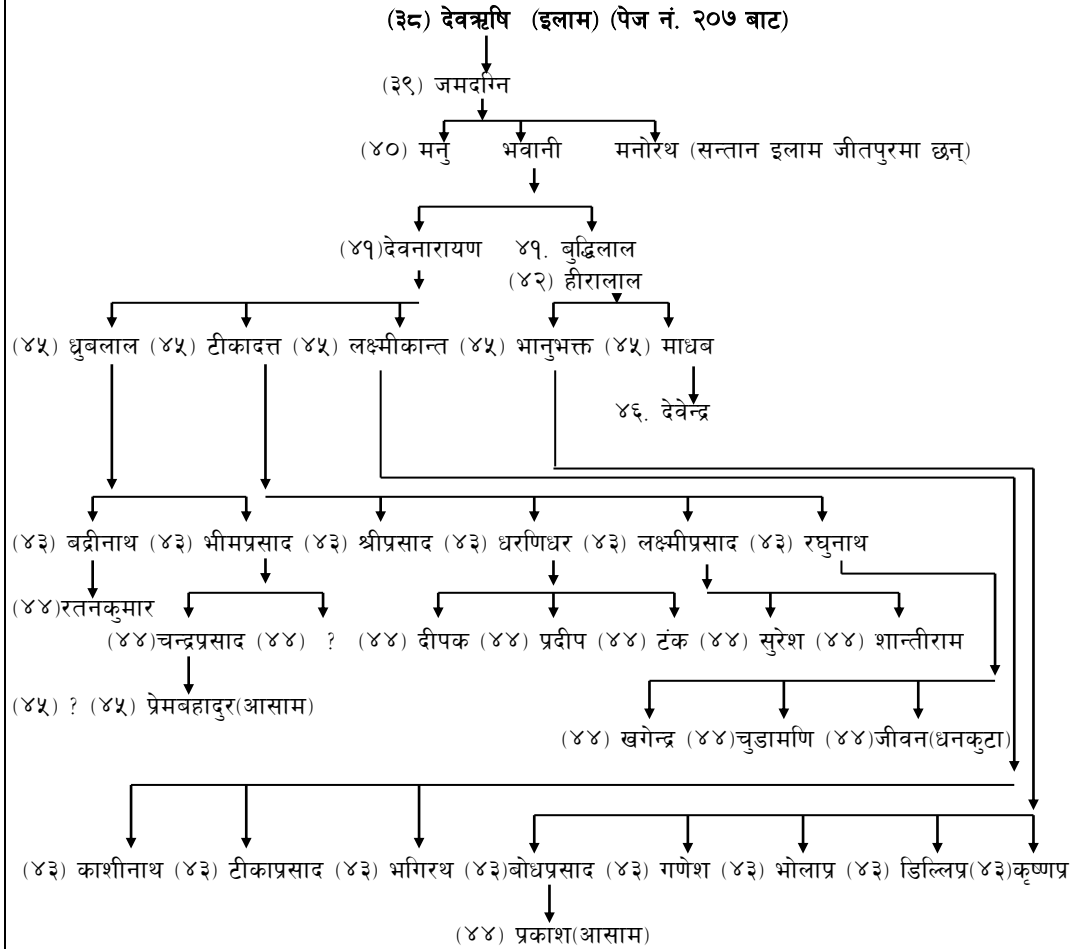 (३८) देवऋषि (इलाम) (पेज नं. २०७ बाट)
(३९) जमदग्नि
(४०) मनु भवानी मनोरथ (सन्तान इलाम जीतपुरमा छन्)
(४१)देवनारायण ४१. बुद्धिलाल
(४२) हीरालाल
(४५) ध्रुबलाल (४५) टीकादत्त (४५) लक्ष्मीकान्त (४५) भानुभक्त (४५) माधब
४६. देवेन्द्र
(४३) बद्रीनाथ (४३) भीमप्रसाद (४३) श्रीप्रसाद (४३) धरणिधर (४३) लक्ष्मीप्रसाद (४३) रघुनाथ
(४४)रतनकुमार
(४४)चन्द्रप्रसाद (४४) ? (४४) दीपक (४४) प्रदीप (४४) टंक (४४) सुरेश (४४) शान्तीराम
(४५) ? (४५) प्रेमबहादुर(आसाम)
(४४) खगेन्द्र (४४)चुडामणि (४४)जीवन(धनकुटा)
(४३) काशीनाथ (४३) टीकाप्रसाद (४३) भगिरथ (४३)बोधप्रसाद (४३) गणेश (४३) भोलाप्र (४३) डिल्लिप्र(४३)कृष्णप्र
(४४) प्रकाश(आसाम)